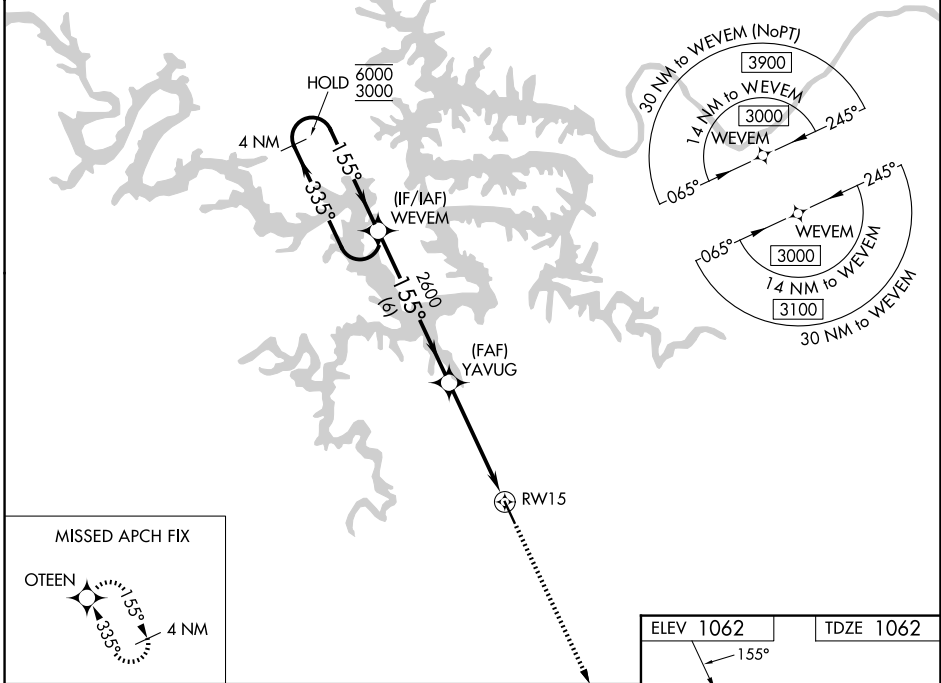 HOLD 6000
3000
4 NM
155°
335°
(IF/IAF)
WEVEM
2600
155°
(6)
(FAF)
YAVUG
RW15
30 NM to WEVEM (NoPT)
3900
14 NM to WEVEM
3000
WEVEM
245°
065°
245°
065°
WEVEM
3000
14 NM to WEVEM
3100
30 NM to WEVEM
MISSED APCH FIX
OTEEN
155°
335°
4 NM
ELEV 1062
TDZE 1062
155°